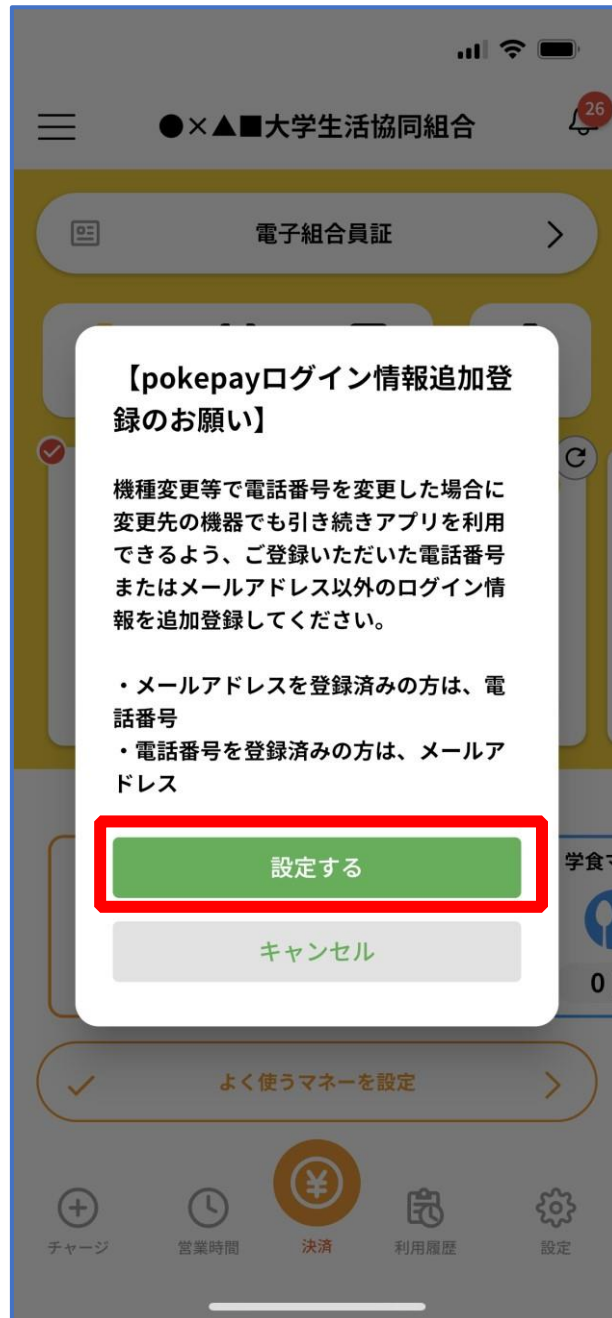 26
●×▲■大学生活協同組合
電子組合員証
【pokepayログイン情報追加登
録のお願い】
機種変更等で電話番号を変更した場合に
変更先の機器でも引き続きアプリを利用
できるよう、ご登録いただいた電話番号
またはメールアドレス以外のログイン情
報を追加登録してください。
・メールアドレスを登録済みの方は、電
話番号
・電話番号を登録済みの方は、メールア
ドレス
設定する
キャンセル
学食マ
0
よく使うマネーを設定
チャージ
営業時間
決済
利用履歴
設定